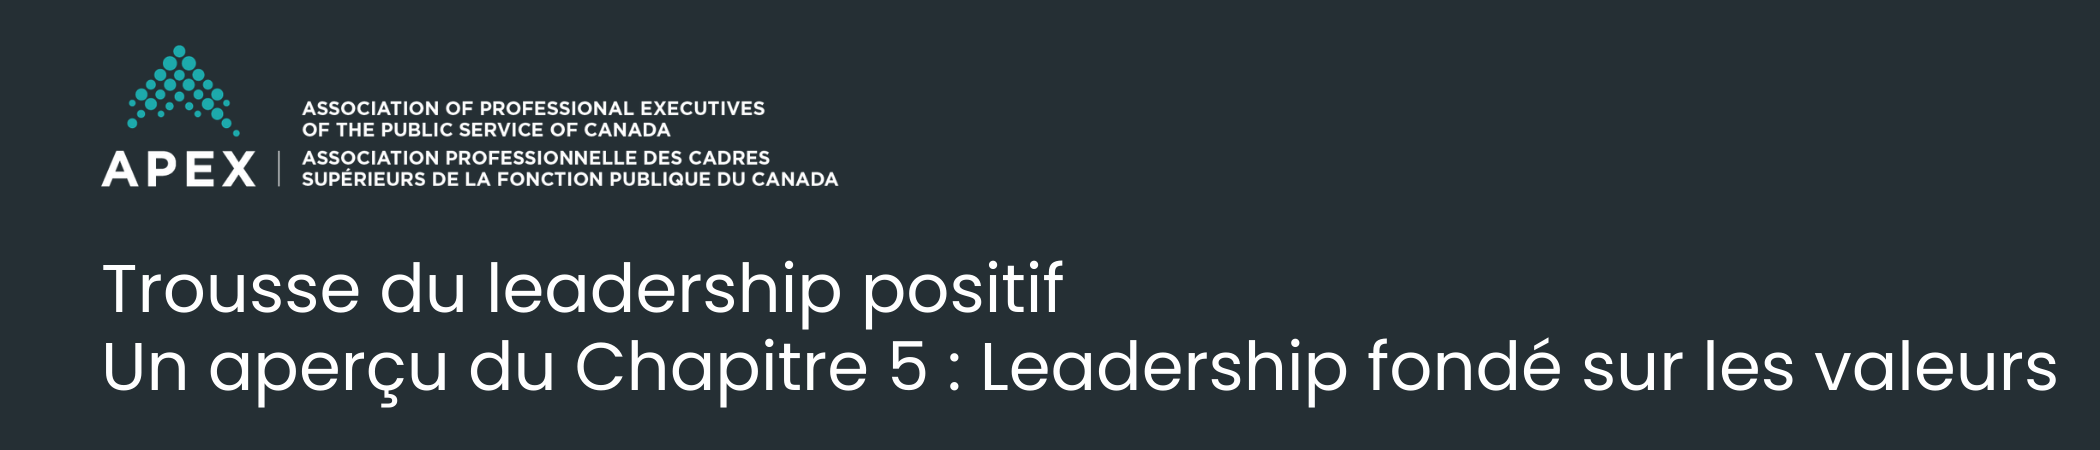 APEX
ASSOCIATION OF PROFESSIONAL EXECUTIVES
OF THE PUBLIC SERVICE OF CANADA
ASSOCIATION PROFESSIONNELLE DES CADRES
SUPÉRIEURS DE LA FONCTION PUBLIQUE DU CANADA
Trousse du leadership positif
Un aperçu du Chapitre 5 : Leadership fondé sur les valeurs